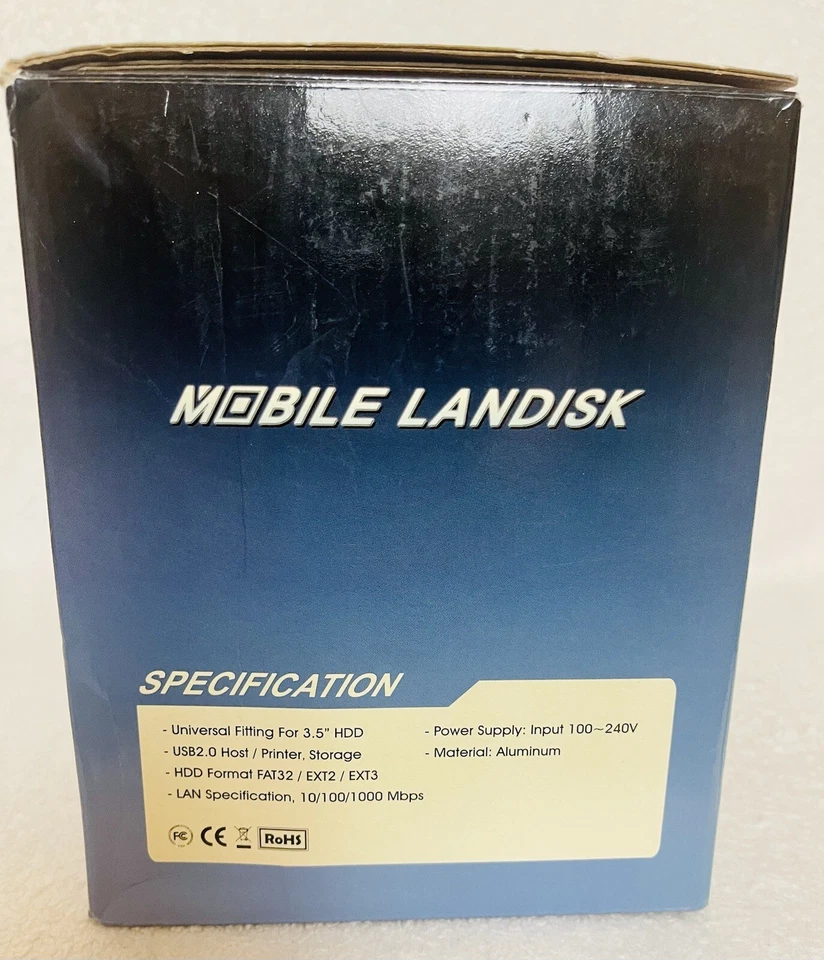 MOBILE LANDISK
SPECIFICATION
- Universal Fitting For 3.5" HDD
- USB2.0 Host / Printer, Storage
- HDD Format FAT32 / EXT2 / EXT3
- LAN Specification, 10/100/1000 Mbps
- Power Supply: Input 100~240V
- Material: Aluminum
FC CE RoHS